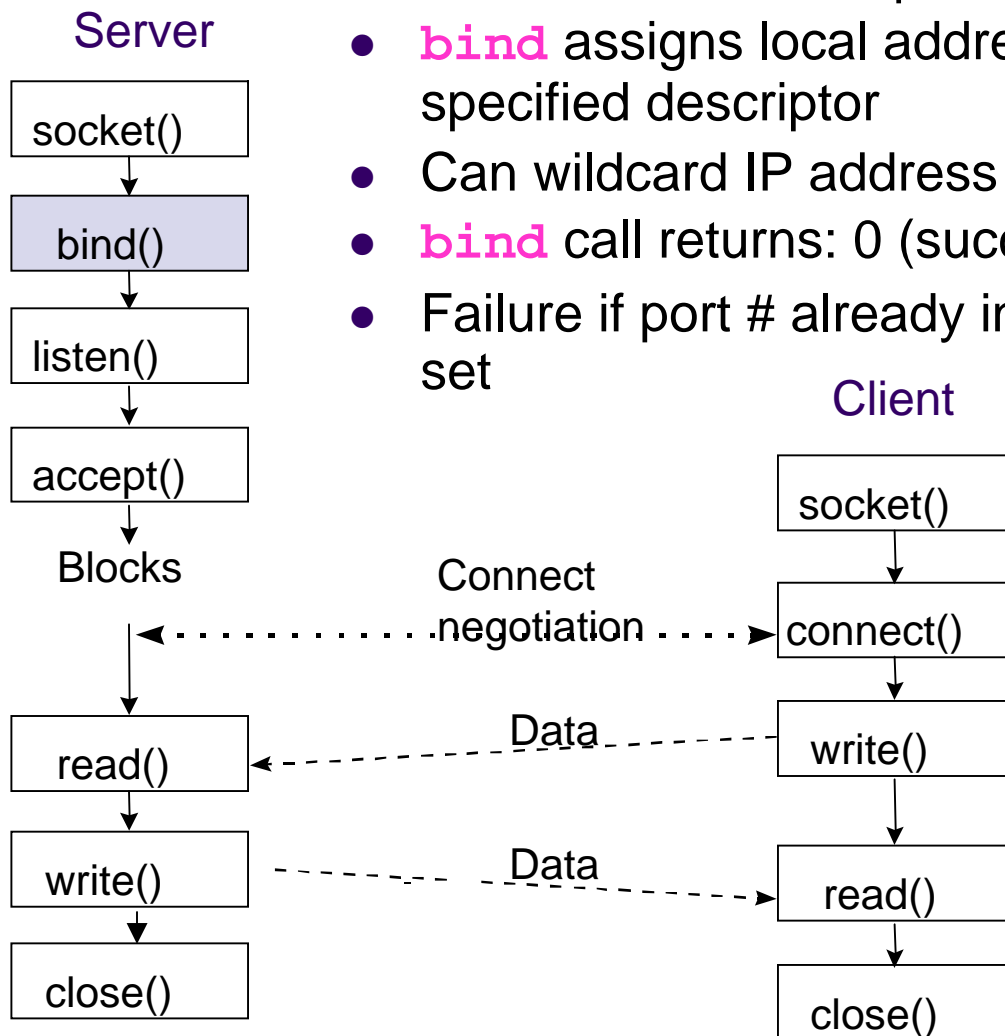 Server
● bind assigns local addre
specified descriptor
● Can wildcard IP address
● bind call returns: 0 (suc
● Failure if port # already i
set
socket()
bind()
listen()
accept()
Blocks
Client
socket()
Connect
negotiation
connect()
Data
read()
write()
Data
write()
read()
close()
close()